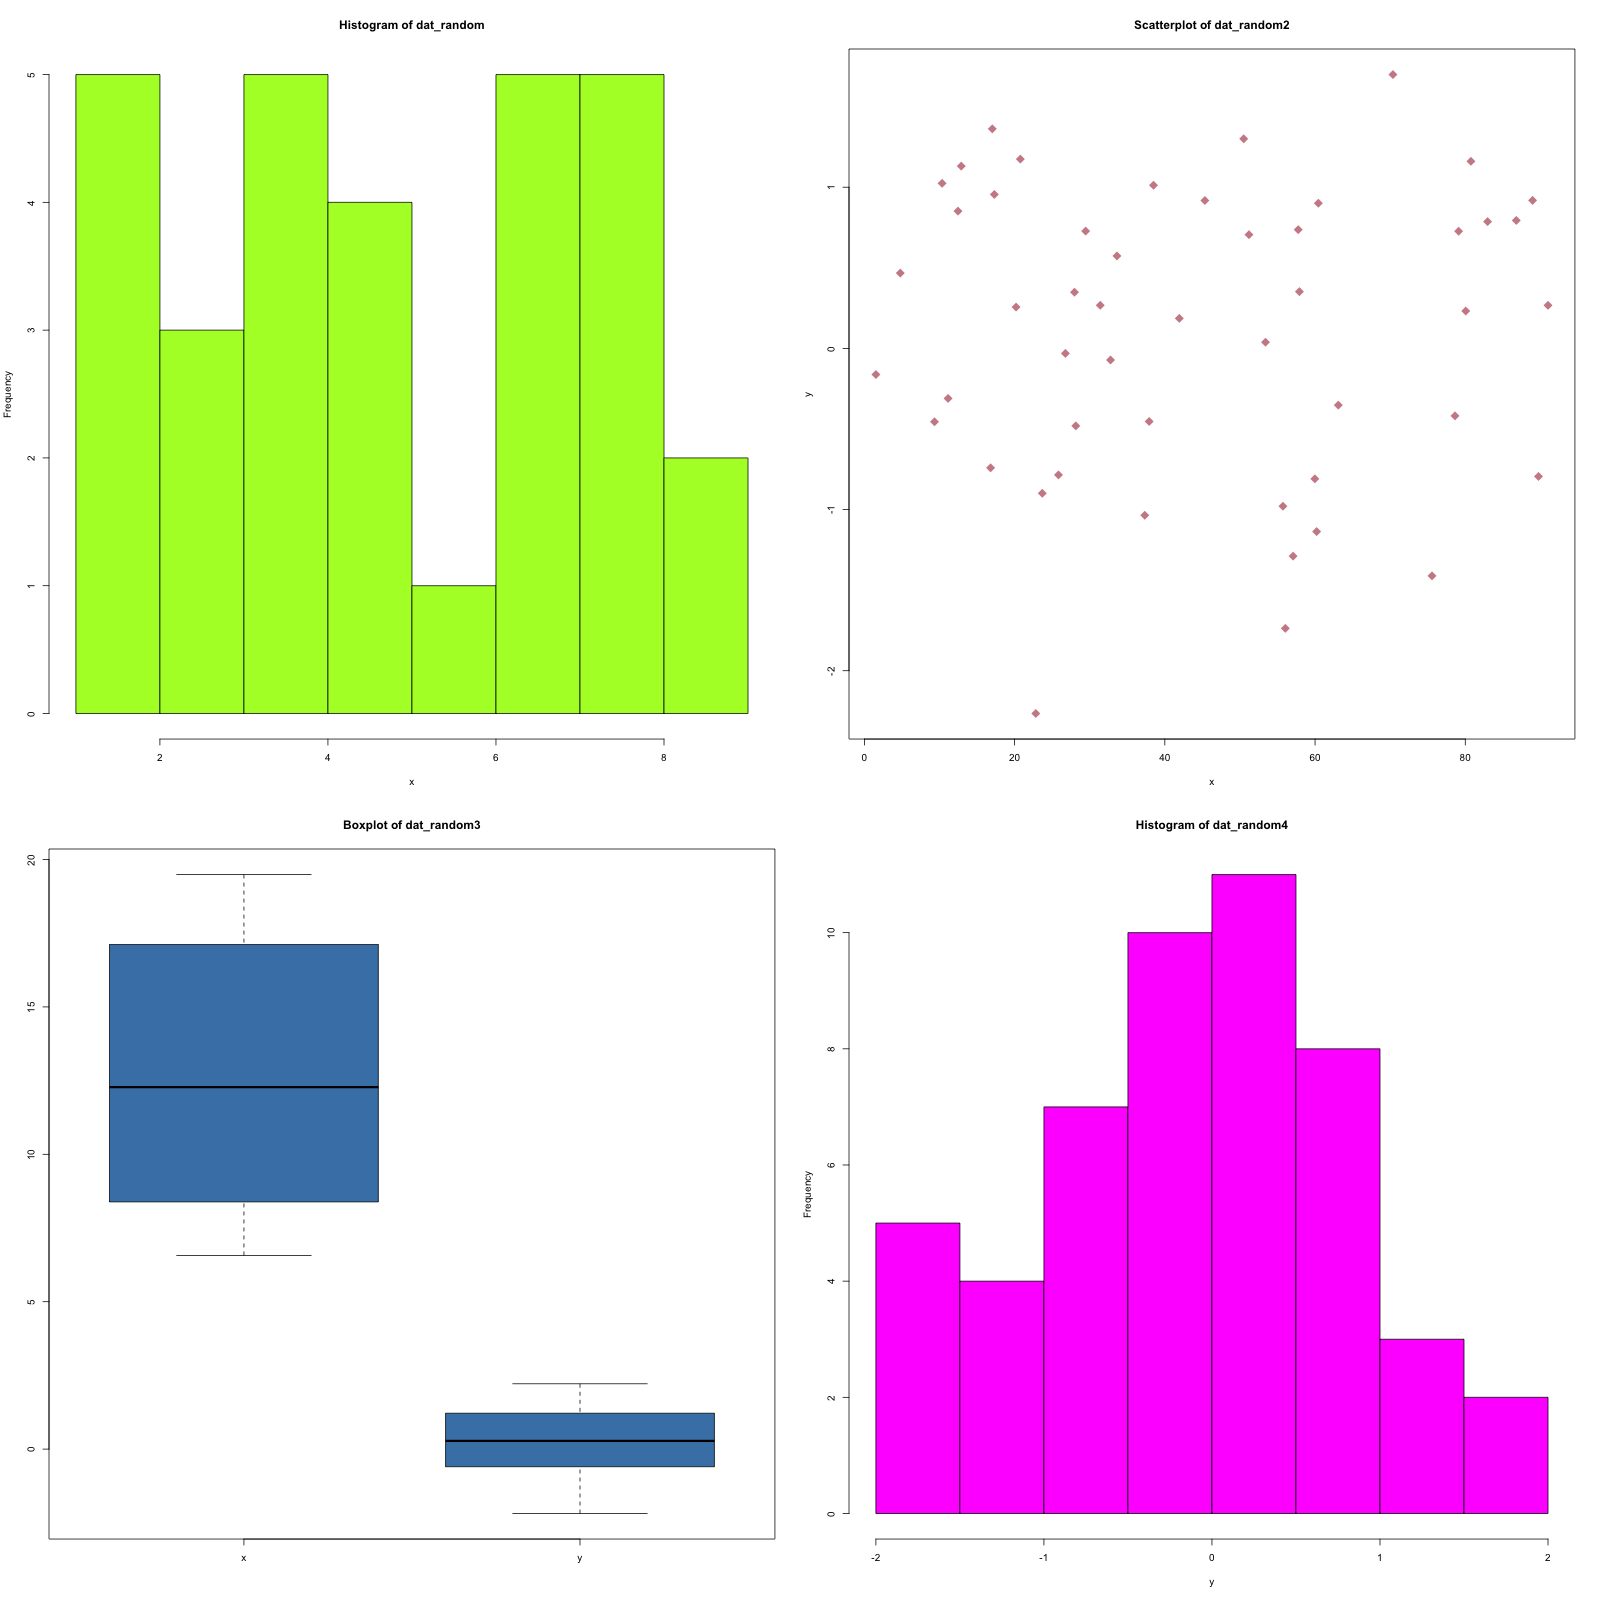 Histogram of dat_random
Frequency
5
4
3
2
1
0
2 4 6 8
x
Scatterplot of dat_random2
y
1
0
-1
-2
0 20 40 60 80
x
Boxplot of dat_random3
20
15
10
5
0
x y
Histogram of dat_random4
Frequency
10
8
6
4
2
0
-2 -1 0 1 2
y